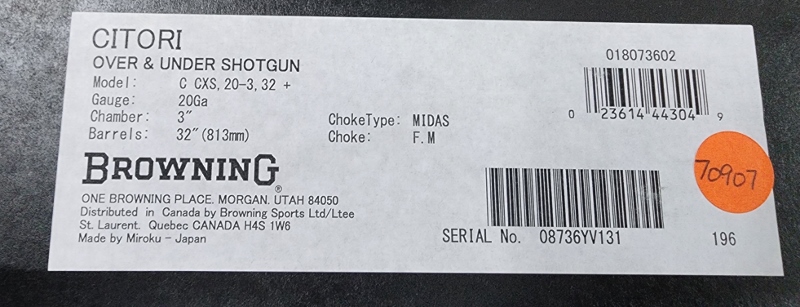 CITORI
OVER & UNDER SHOTGUN
Model: C CXS, 20-3, 32 +
Gauge: 20Ga
Chamber: 3"
Barrels: 32"(813mm)
ChokeType: MIDAS
Choke: F.M
BROWNING®
ONE BROWNING PLACE. MORGAN. UTAH 84050
Distributed in Canada by Browning Sports Ltd/Ltee
St. Laurent. Quebec CANADA H4S 1W6
Made by Miroku - Japan
018073602
0 23614 44304 9
70907
SERIAL No. 08736YV131
196